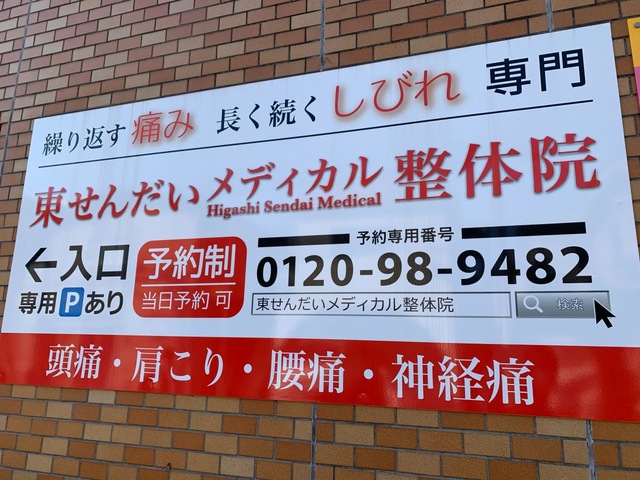 繰り返す痛み 長く続くしびれ 専門
東せんだいメディカル整体院
Higashi Sendai Medical
←入口
専用Pあり
予約制
当日予約 可
予約専用番号
0120-98-9482
東せんだいメディカル整体院 検索
頭痛・肩こり・腰痛・神経痛